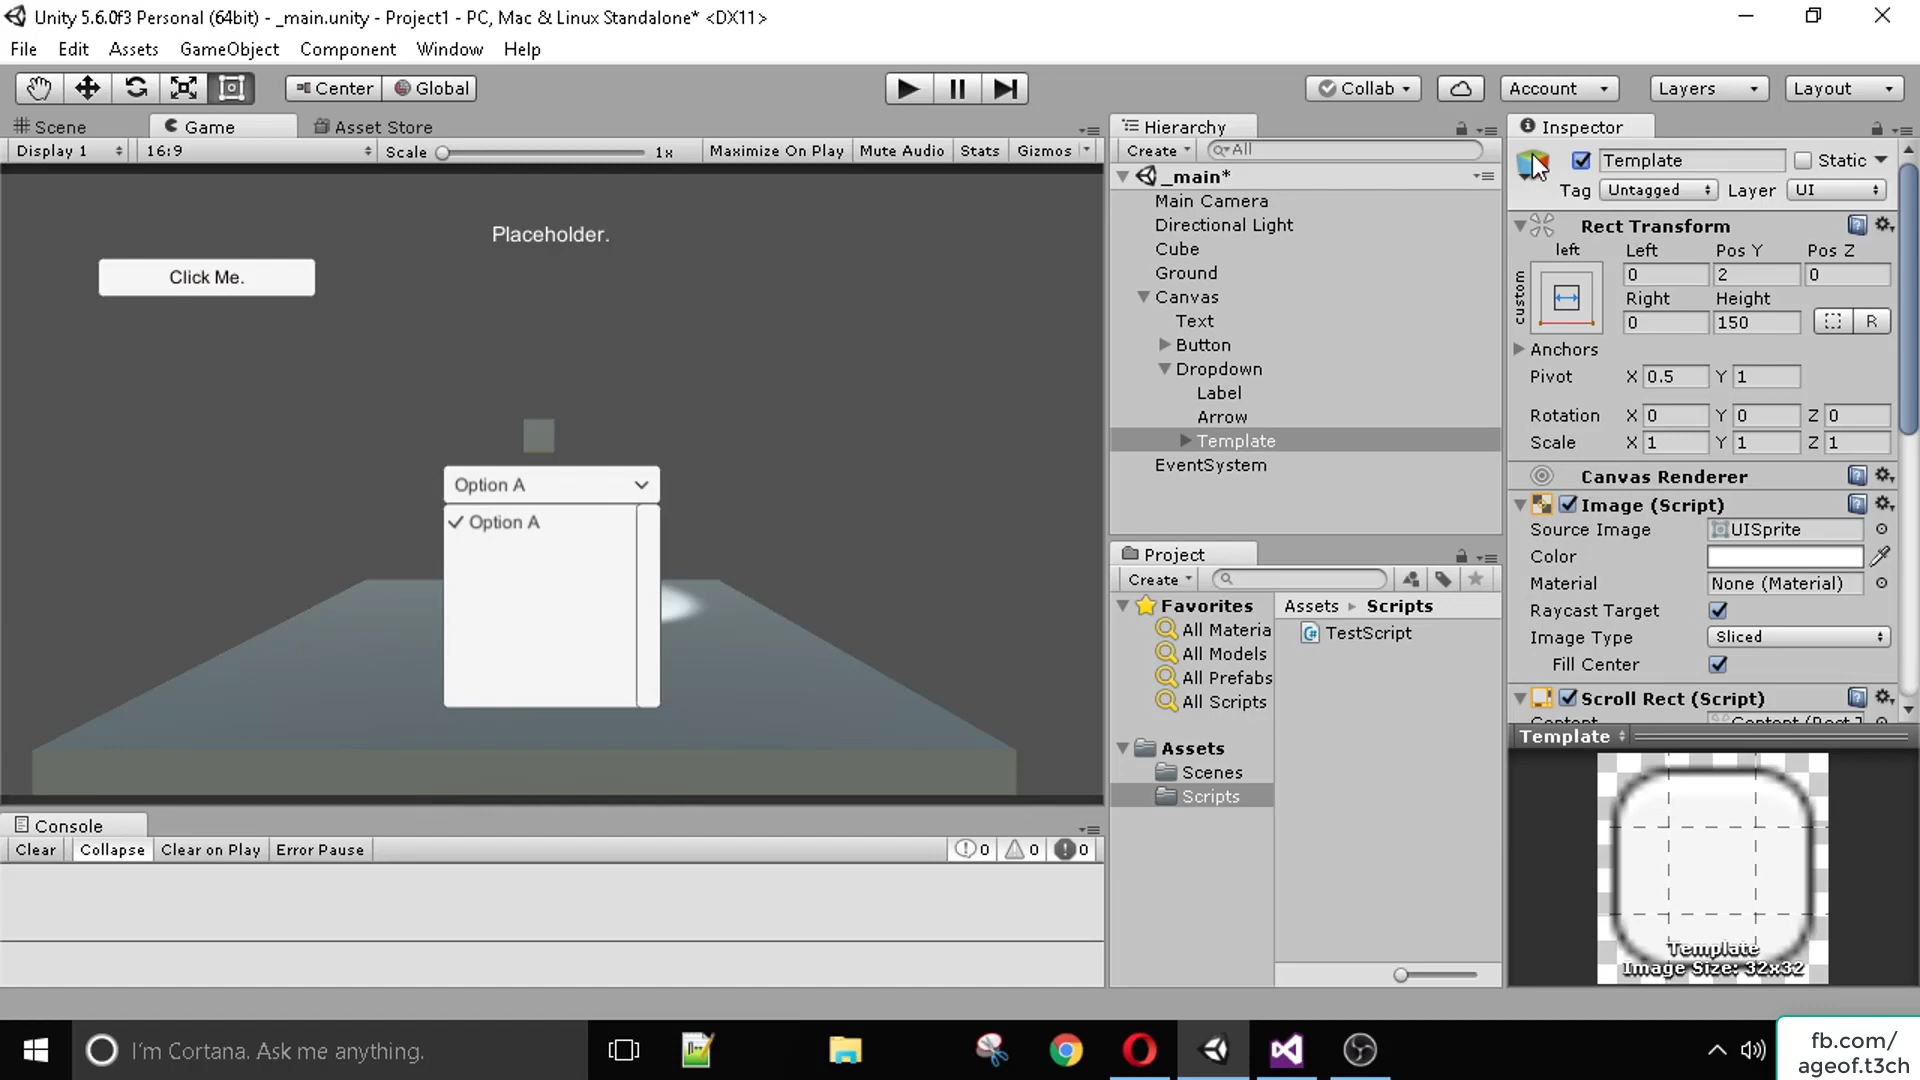 Unity 5.6.0f3 Personal (64bit) - _main.unity - Project1 - PC, Mac & Linux Standalone* <DX11>
File Edit Assets GameObject Component Window Help
Center Global Collab Account Layers Layout
Scene Game Asset Store
Display 1 16:9 Scale 1x Maximize On Play Mute Audio Stats Gizmos
Placeholder.
Click Me.
Option A
Option A
Console
Clear Collapse Clear on Play Error Pause 0 0 0
Hierarchy
Create All
_main*
Main Camera
Directional Light
Cube
Ground
Canvas
Text
Button
Dropdown
Label
Arrow
Template
EventSystem
Project
Create
Favorites
All Materia
All Models
All Prefabs
All Scripts
Assets
Scenes
Scripts
Assets Scripts
TestScript
Inspector
Template Static
Tag Untagged Layer UI
Rect Transform
left Left Pos Y Pos Z
custom 0 2 0
Right Height
0 150 R
Anchors
Pivot X 0.5 Y 1
Rotation X 0 Y 0 Z 0
Scale X 1 Y 1 Z 1
Canvas Renderer
Image (Script)
Source Image UISprite
Color
Material None (Material)
Raycast Target
Image Type Sliced
Fill Center
Scroll Rect (Script)
Template
Template
Image Size: 32x32
I'm Cortana. Ask me anything.
fb.com/
ageof.t3ch